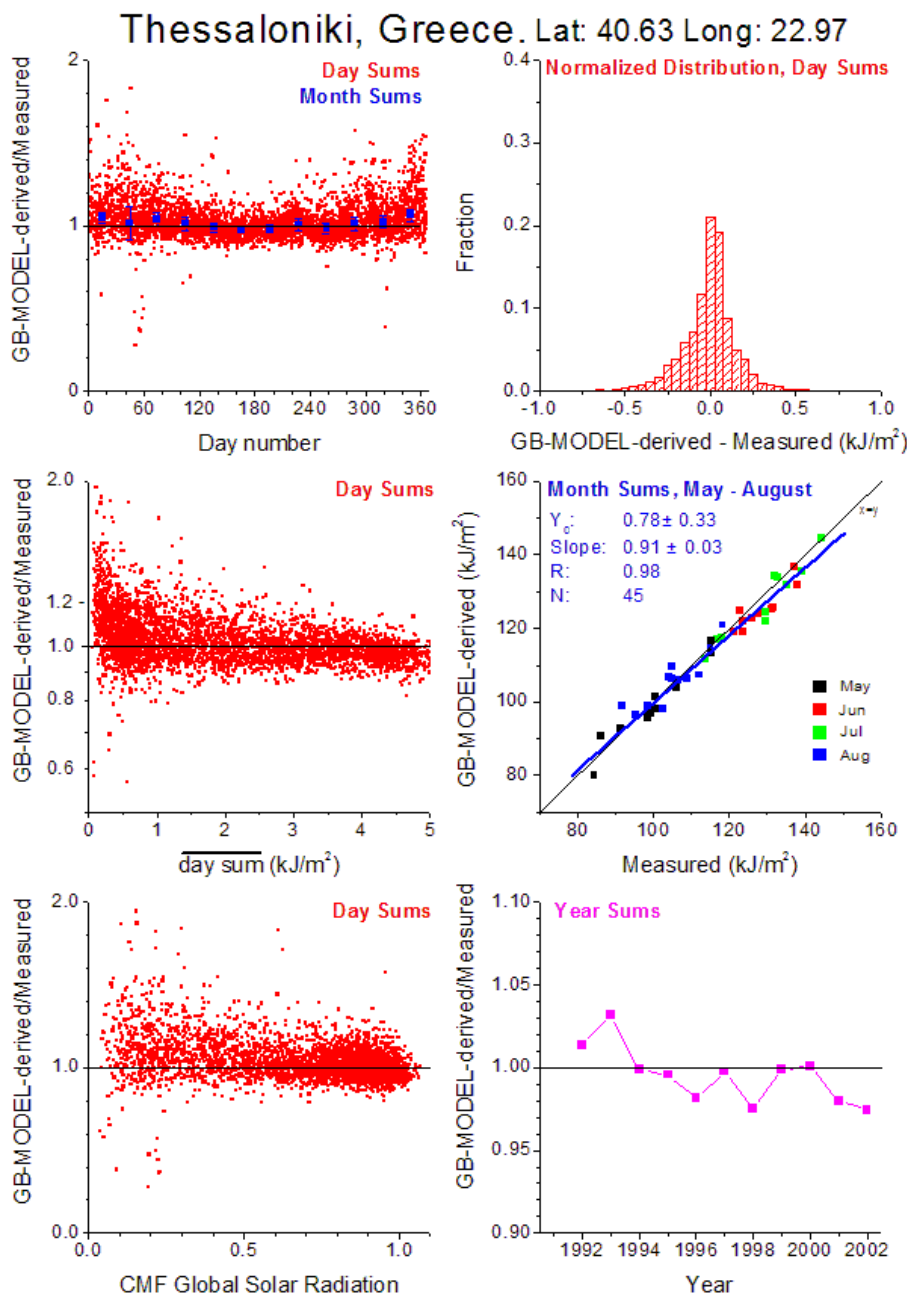 Thessaloniki, Greece. Lat: 40.63 Long: 22.97
GB-MODEL-derived/Measured
2
1
0
Day Sums
Month Sums
0 60 120 180 240 300 360
Day number
Fraction
0.4
0.3
0.2
0.1
0.0
Normalized Distribution, Day Sums
-1.0 -0.5 0.0 0.5 1.0
GB-MODEL-derived - Measured (kJ/m²)
GB-MODEL-derived/Measured
2.0
1.2
1.0
0.8
0.6
Day Sums
0 1 2 3 4 5
day sum (kJ/m²)
GB-MODEL-derived (kJ/m²)
160
140
120
100
80
Month Sums, May - August
Y₀: 0.78± 0.33
Slope: 0.91 ± 0.03
R: 0.98
N: 45
x=y
May
Jun
Jul
Aug
80 100 120 140 160
Measured (kJ/m²)
GB-MODEL-derived/Measured
2.0
1.0
0.0
Day Sums
0.0 0.5 1.0
CMF Global Solar Radiation
GB-MODEL-derived/Measured
1.10
1.05
1.00
0.95
0.90
Year Sums
1992 1994 1996 1998 2000 2002
Year